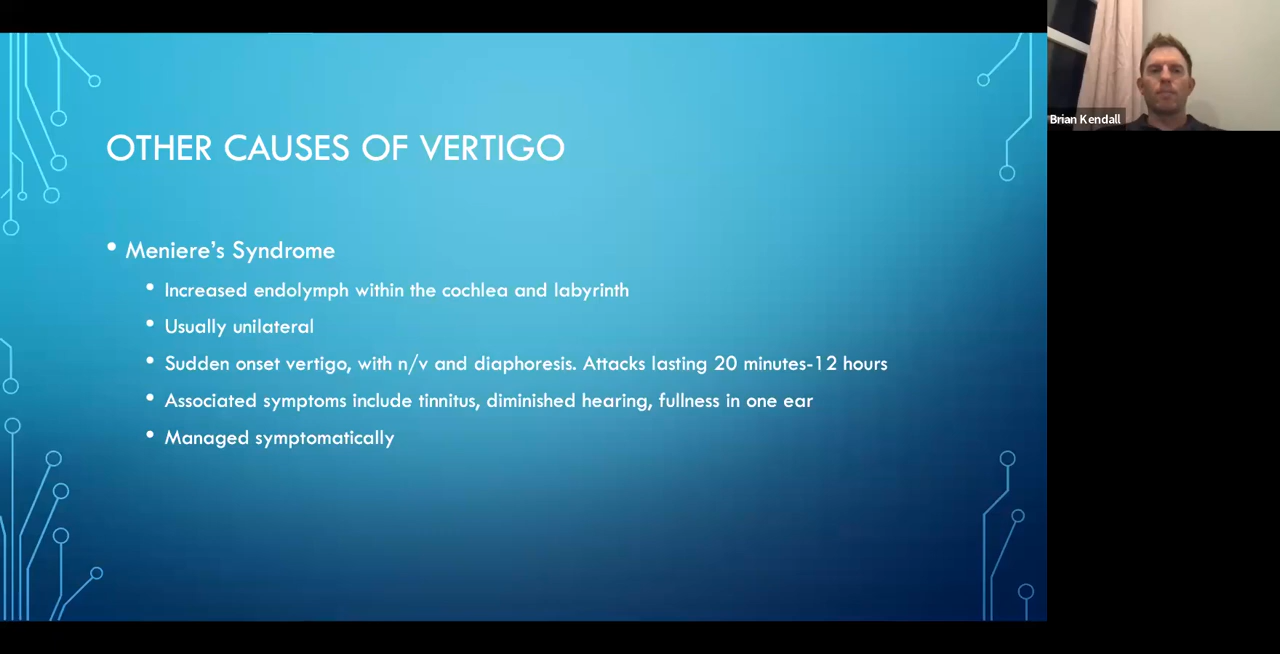 OTHER CAUSES OF VERTIGO
• Meniere’s Syndrome
• Increased endolymph within the cochlea and labyrinth
• Usually unilateral
• Sudden onset vertigo, with n/v and diaphoresis. Attacks lasting 20 minutes-12 hours
• Associated symptoms include tinnitus, diminished hearing, fullness in one ear
• Managed symptomatically
Brian Kendall